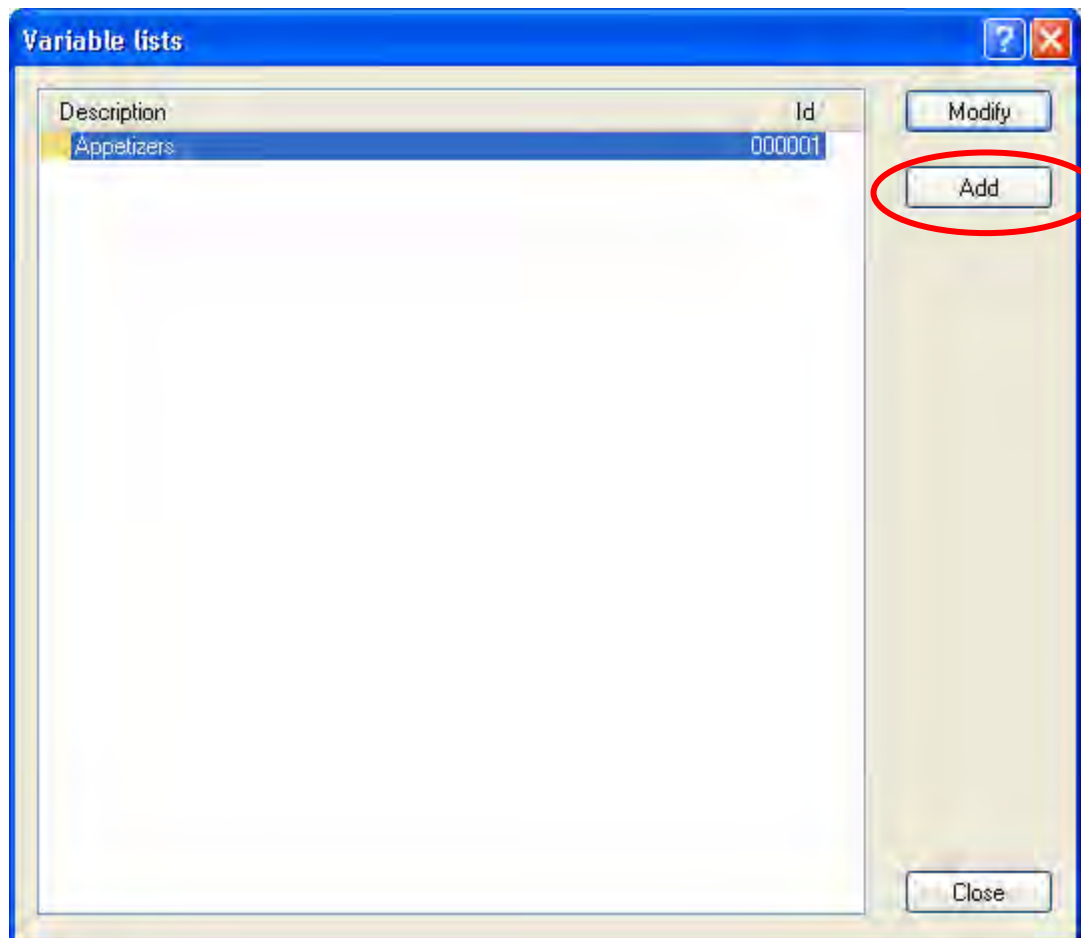 Variable lists
Description Id Modify
Appetizers 000001
Add
Close